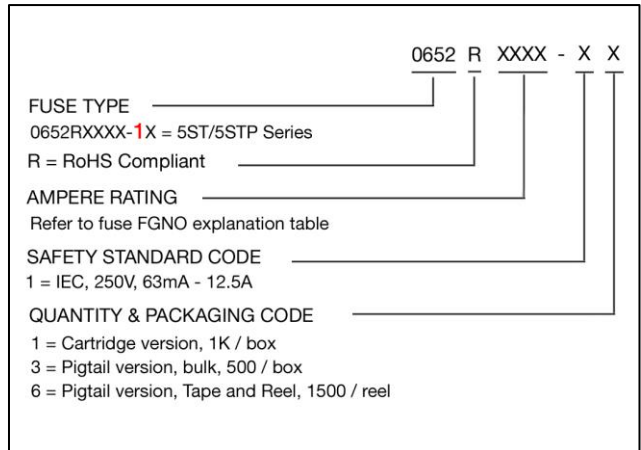 0652 R XXXX - X X
FUSE TYPE
0652RXXXX-1X = 5ST/5STP Series
R = RoHS Compliant
AMPERE RATING
Refer to fuse FGNO explanation table
SAFETY STANDARD CODE
1 = IEC, 250V, 63mA - 12.5A
QUANTITY & PACKAGING CODE
1 = Cartridge version, 1K / box
3 = Pigtail version, bulk, 500 / box
6 = Pigtail version, Tape and Reel, 1500 / reel